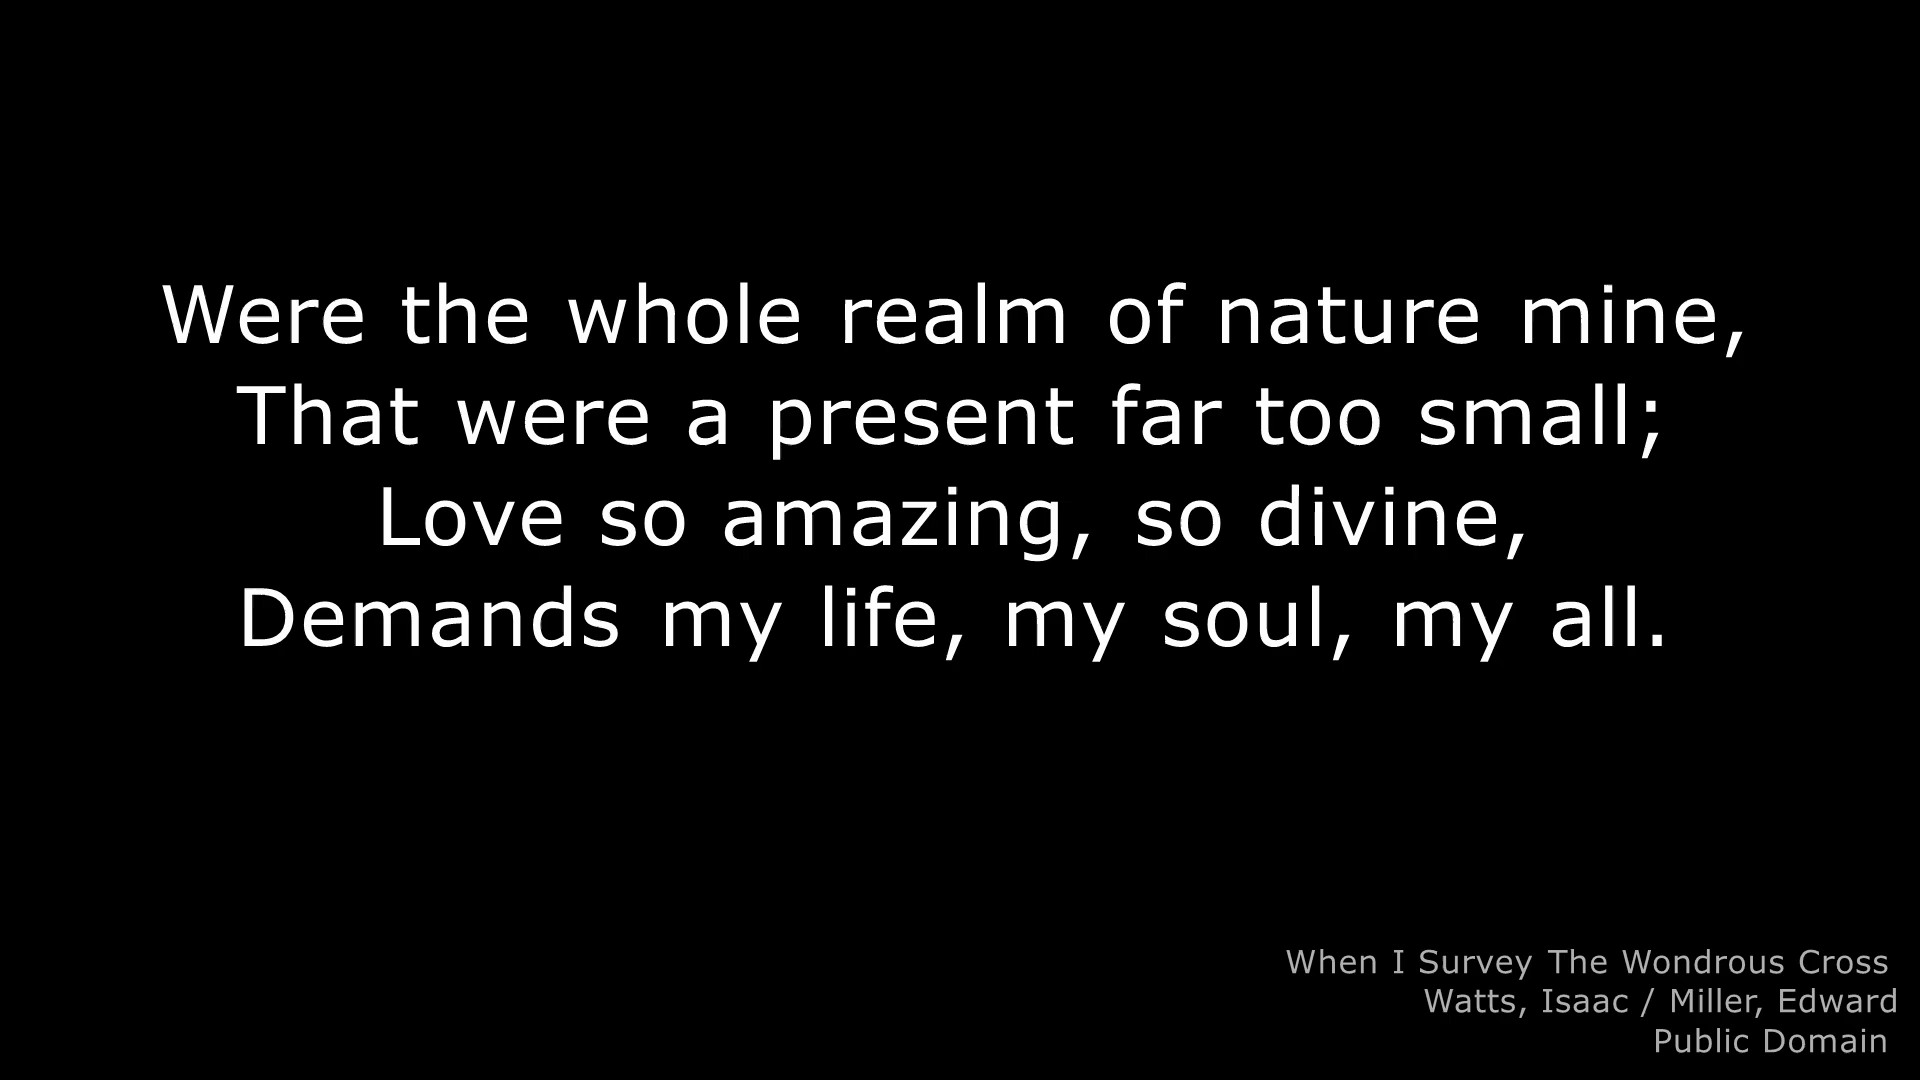 Were the whole realm of nature mine,
That were a present far too small;
Love so amazing, so divine,
Demands my life, my soul, my all.
When I Survey The Wondrous Cross
Watts, Isaac / Miller, Edward
Public Domain